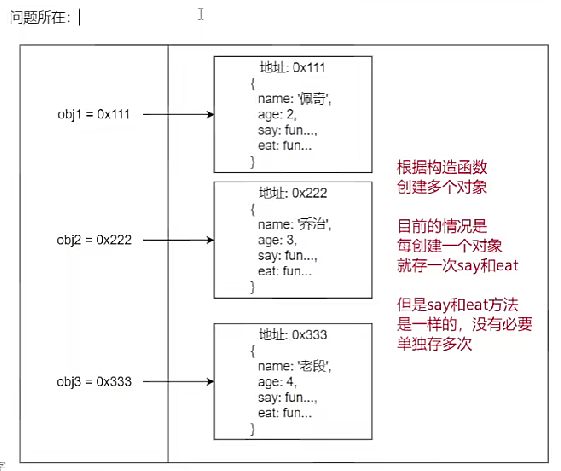 问题所在:
地址: 0x111
{
name: '佩奇',
age: 2,
say: fun...,
eat: fun...
}
obj1 = 0x111
地址: 0x222
{
name: '乔治',
age: 3,
say: fun...,
eat: fun...
}
obj2 = 0x222
地址: 0x333
{
name: '老段',
age: 4,
say: fun...,
eat: fun...
}
obj3 = 0x333
根据构造函数
创建多个对象
目前的情况是
每创建一个对象
就存一次say和eat
但是say和eat方法
是一样的，没有必要
单独存多次